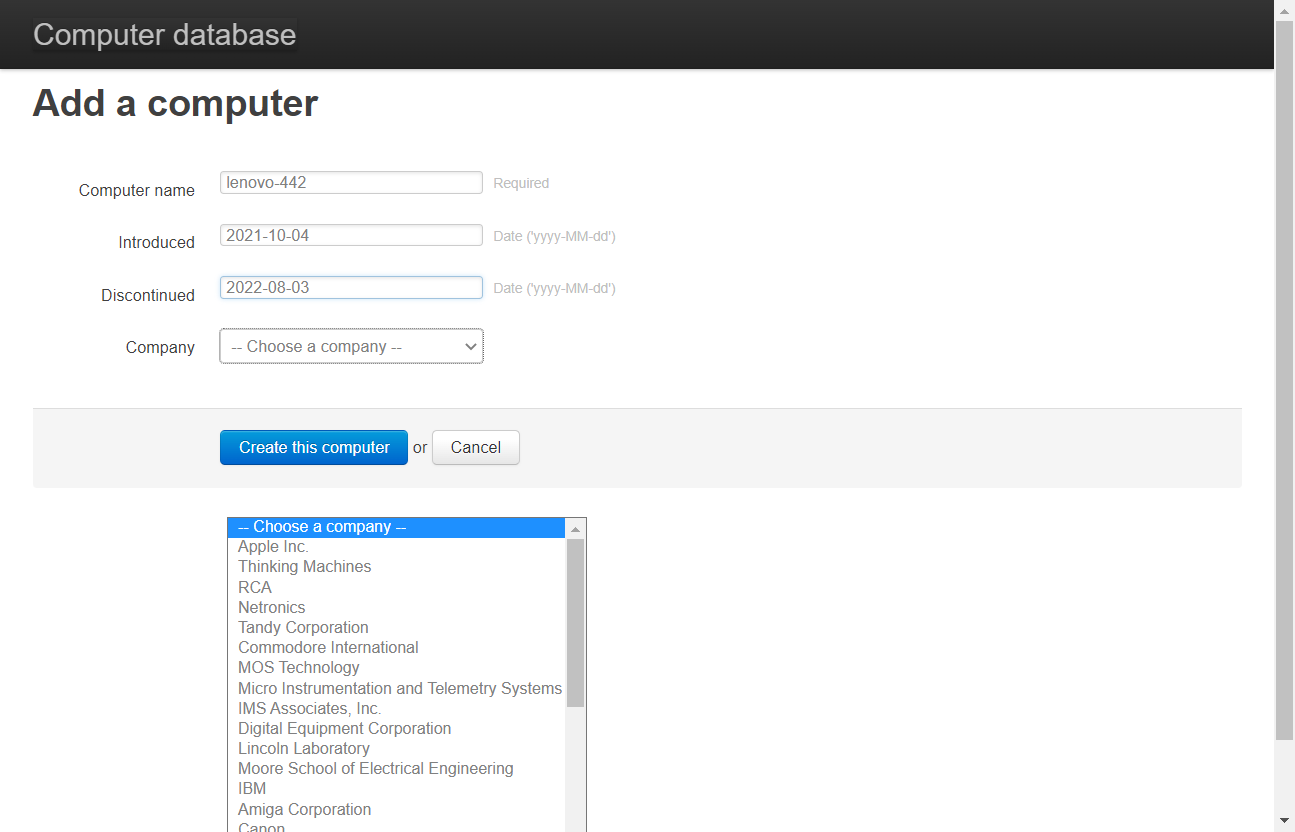 Computer database
Add a computer
Computer name lenovo-442 Required
Introduced 2021-10-04 Date ('yyyy-MM-dd')
Discontinued 2022-08-03 Date ('yyyy-MM-dd')
Company -- Choose a company --
Create this computer or Cancel
-- Choose a company --
Apple Inc.
Thinking Machines
RCA
Netronics
Tandy Corporation
Commodore International
MOS Technology
Micro Instrumentation and Telemetry Systems
IMS Associates, Inc.
Digital Equipment Corporation
Lincoln Laboratory
Moore School of Electrical Engineering
IBM
Amiga Corporation
Canon